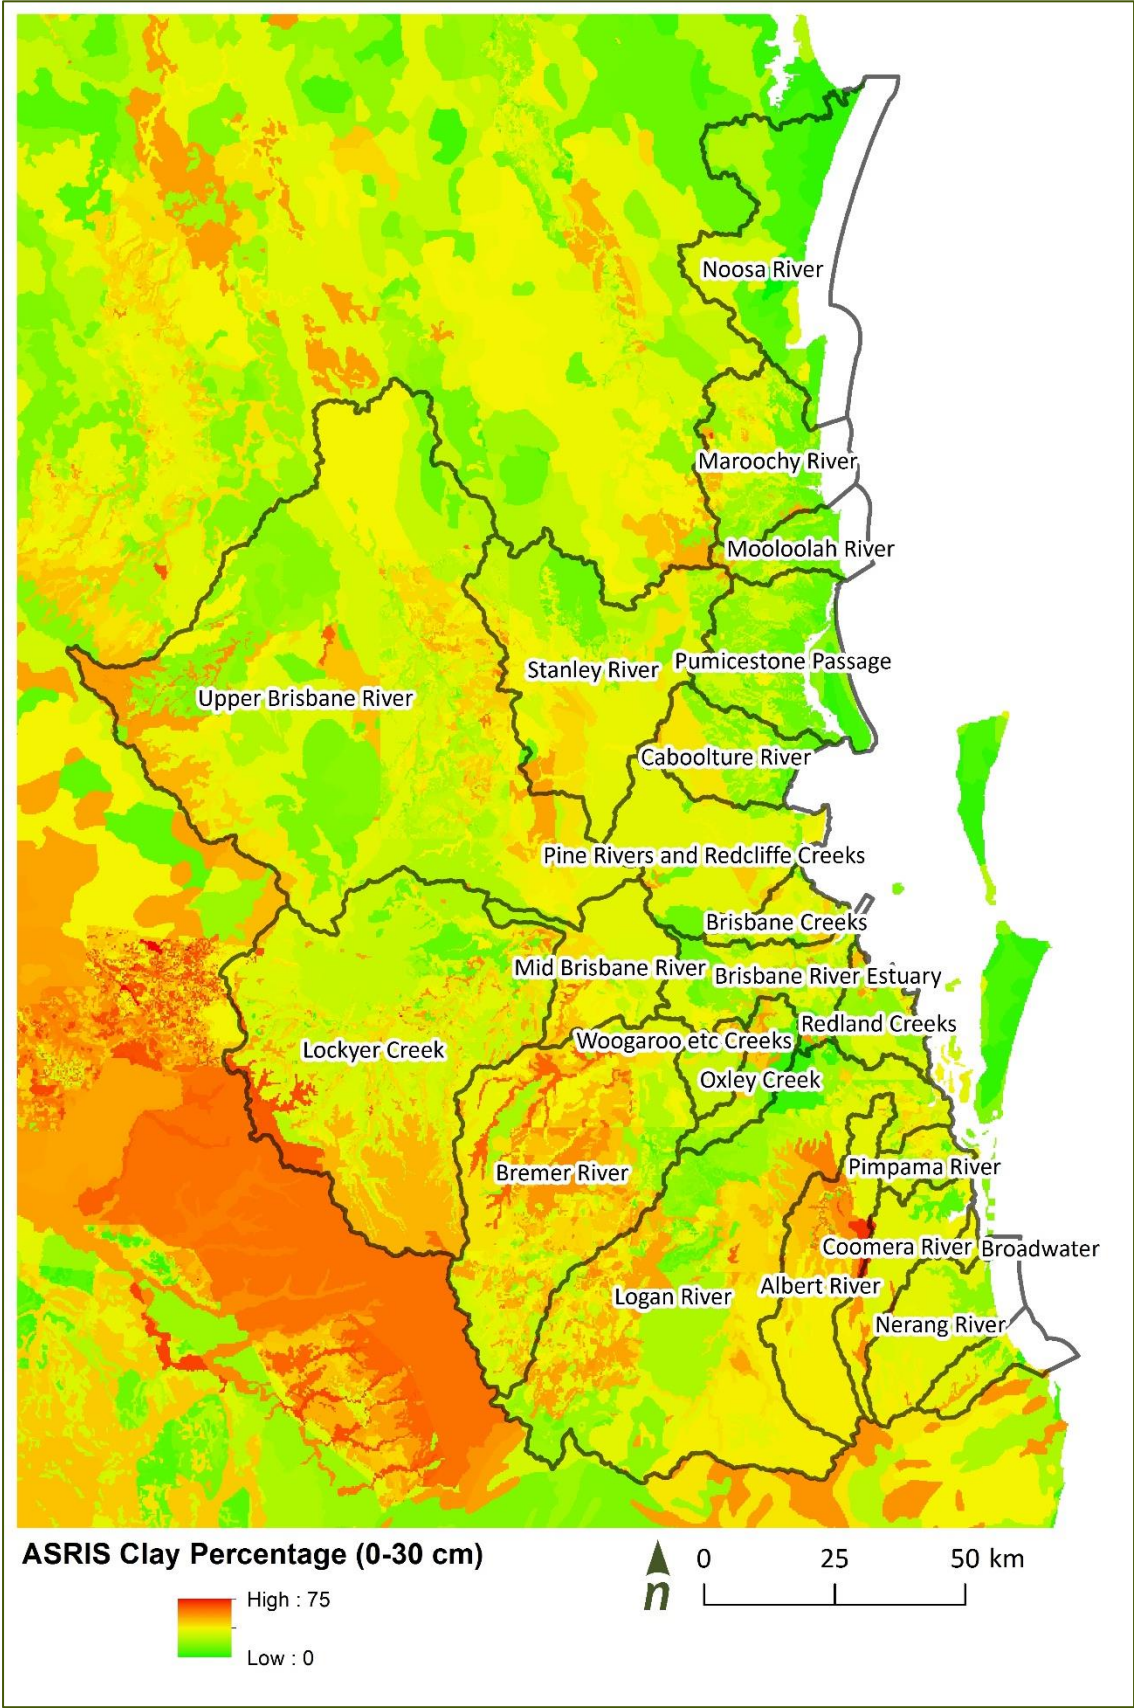 Noosa River
Maroochy River
Mooloolah River
Stanley River
Pumicestone Passage
Upper Brisbane River
Caboolture River
Pine Rivers and Redcliffe Creeks
Brisbane Creeks
Mid Brisbane River
Brisbane River Estuary
Redland Creeks
Woogaroo etc Creeks
Lockyer Creek
Oxley Creek
Bremer River
Pimpama River
Coomera River
Broadwater
Albert River
Logan River
Nerang River
ASRIS Clay Percentage (0-30 cm)
High : 75
Low : 0
n
0 25 50 km